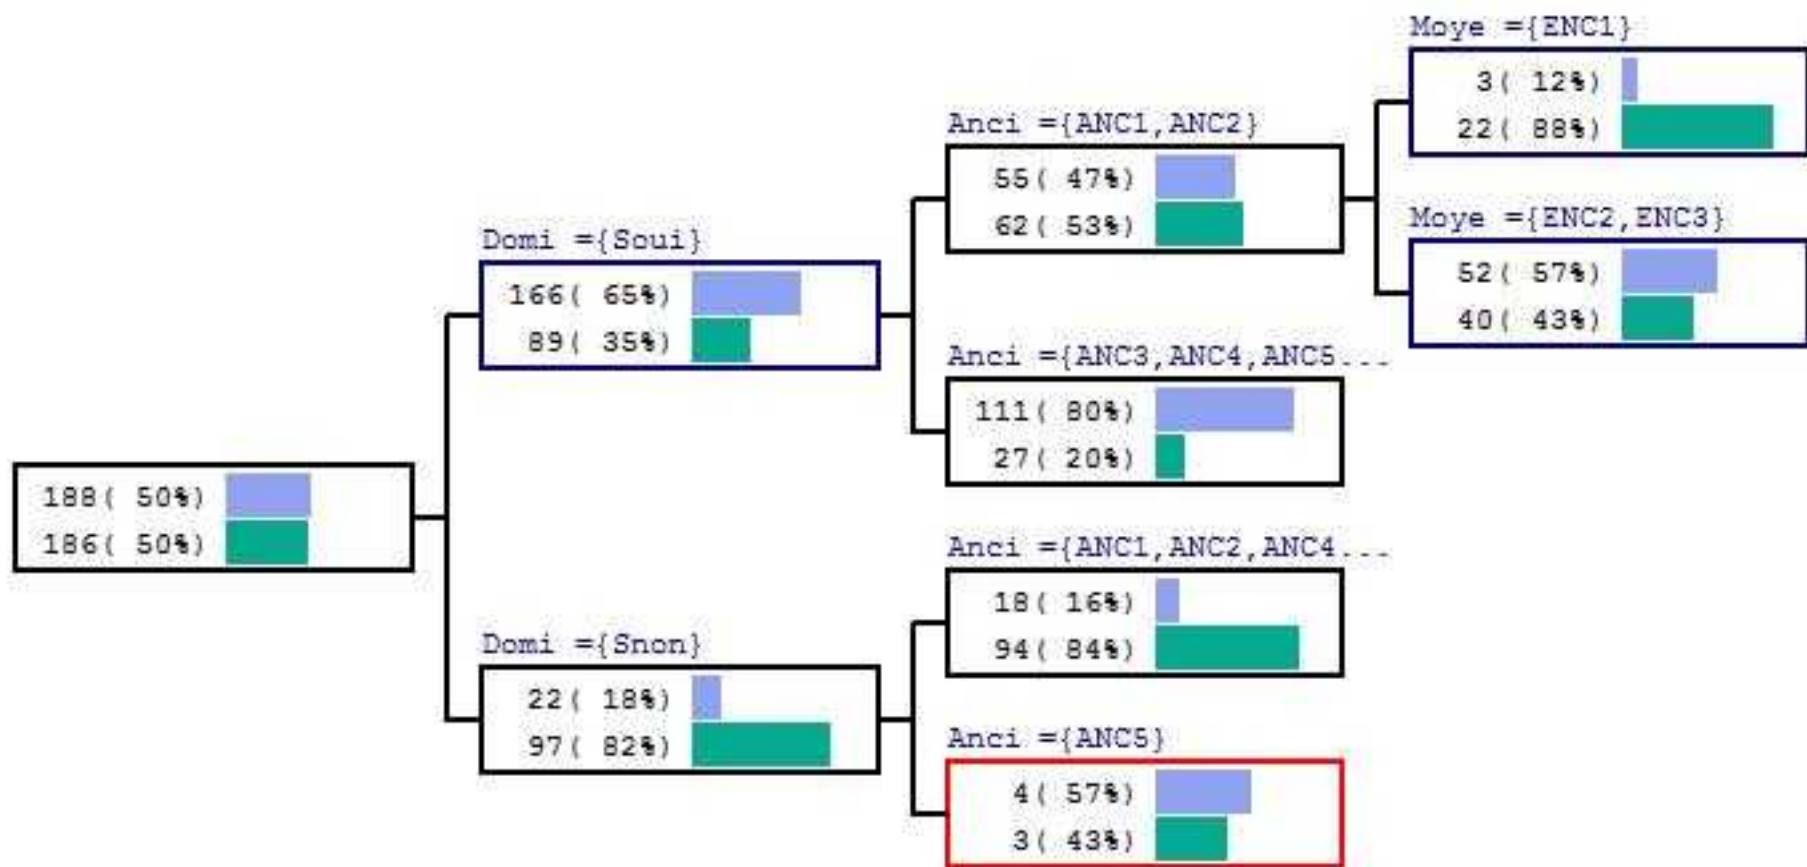 Moye ={ENC1}
3( 12%)
22( 88%)
Anci ={ANC1,ANC2}
55( 47%)
62( 53%)
Moye ={ENC2,ENC3}
52( 57%)
40( 43%)
Domi ={Soui}
166( 65%)
89( 35%)
Anci ={ANC3,ANC4,ANC5...
111( 80%)
27( 20%)
188( 50%)
186( 50%)
Anci ={ANC1,ANC2,ANC4...
18( 16%)
94( 84%)
Domi ={Snon}
22( 18%)
97( 82%)
Anci ={ANC5}
4( 57%)
3( 43%)